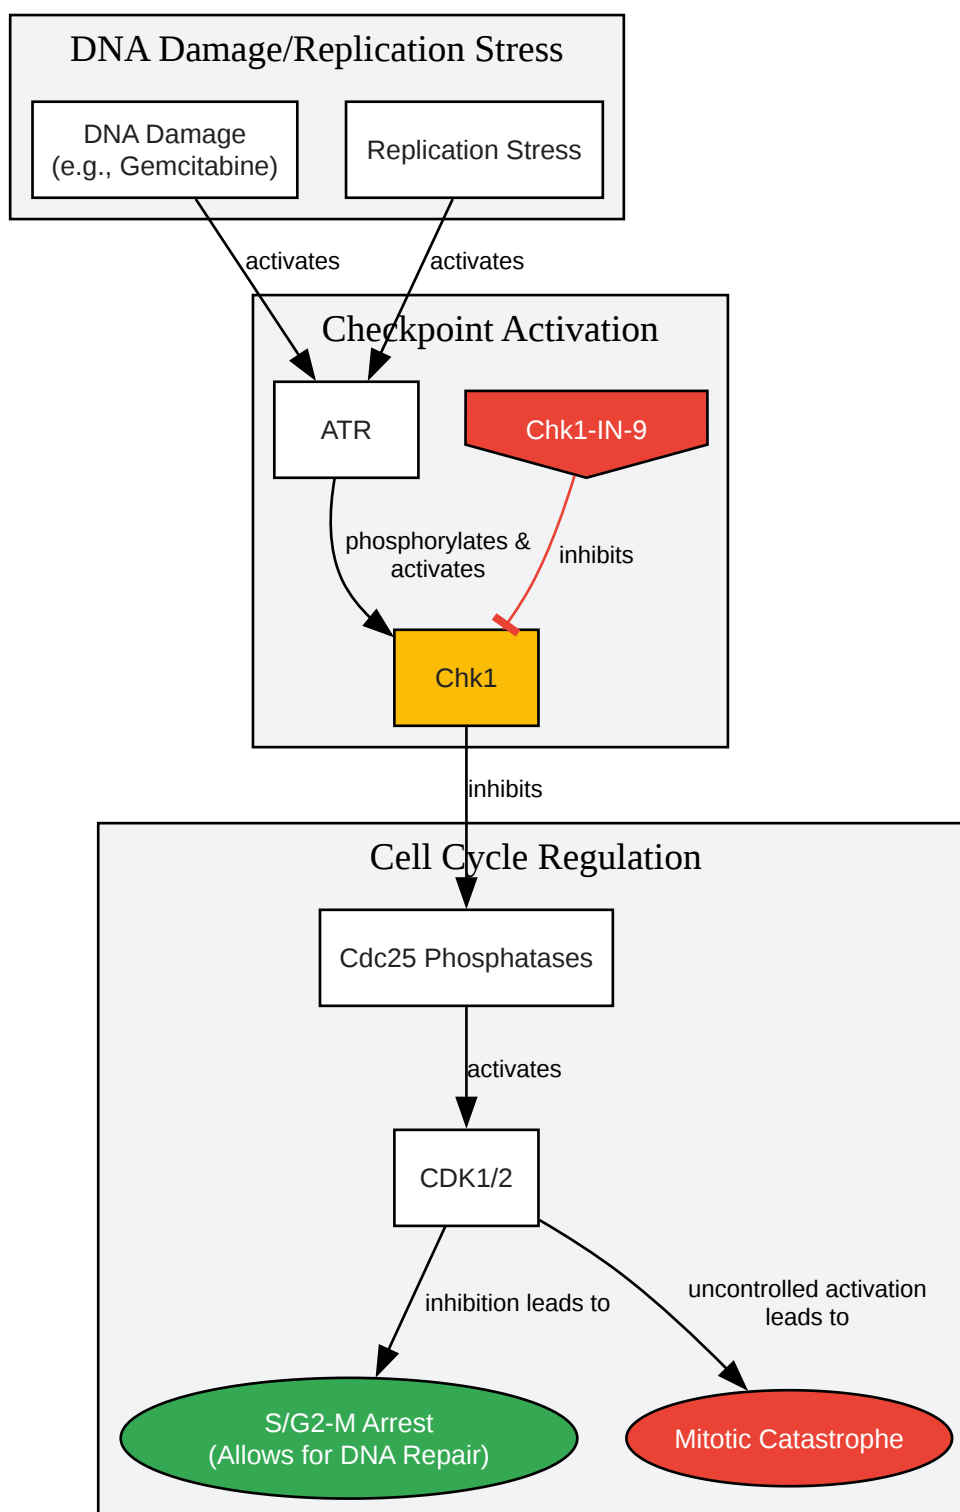 DNA Damage/Replication Stress
DNA Damage
(e.g., Gemcitabine)
Replication Stress
activates
activates
Checkpoint Activation
ATR
Chk1-IN-9
phosphorylates &
activates
inhibits
Chk1
inhibits
Cell Cycle Regulation
Cdc25 Phosphatases
activates
CDK1/2
inhibition leads to
uncontrolled activation
leads to
S/G2-M Arrest
(Allows for DNA Repair)
Mitotic Catastrophe